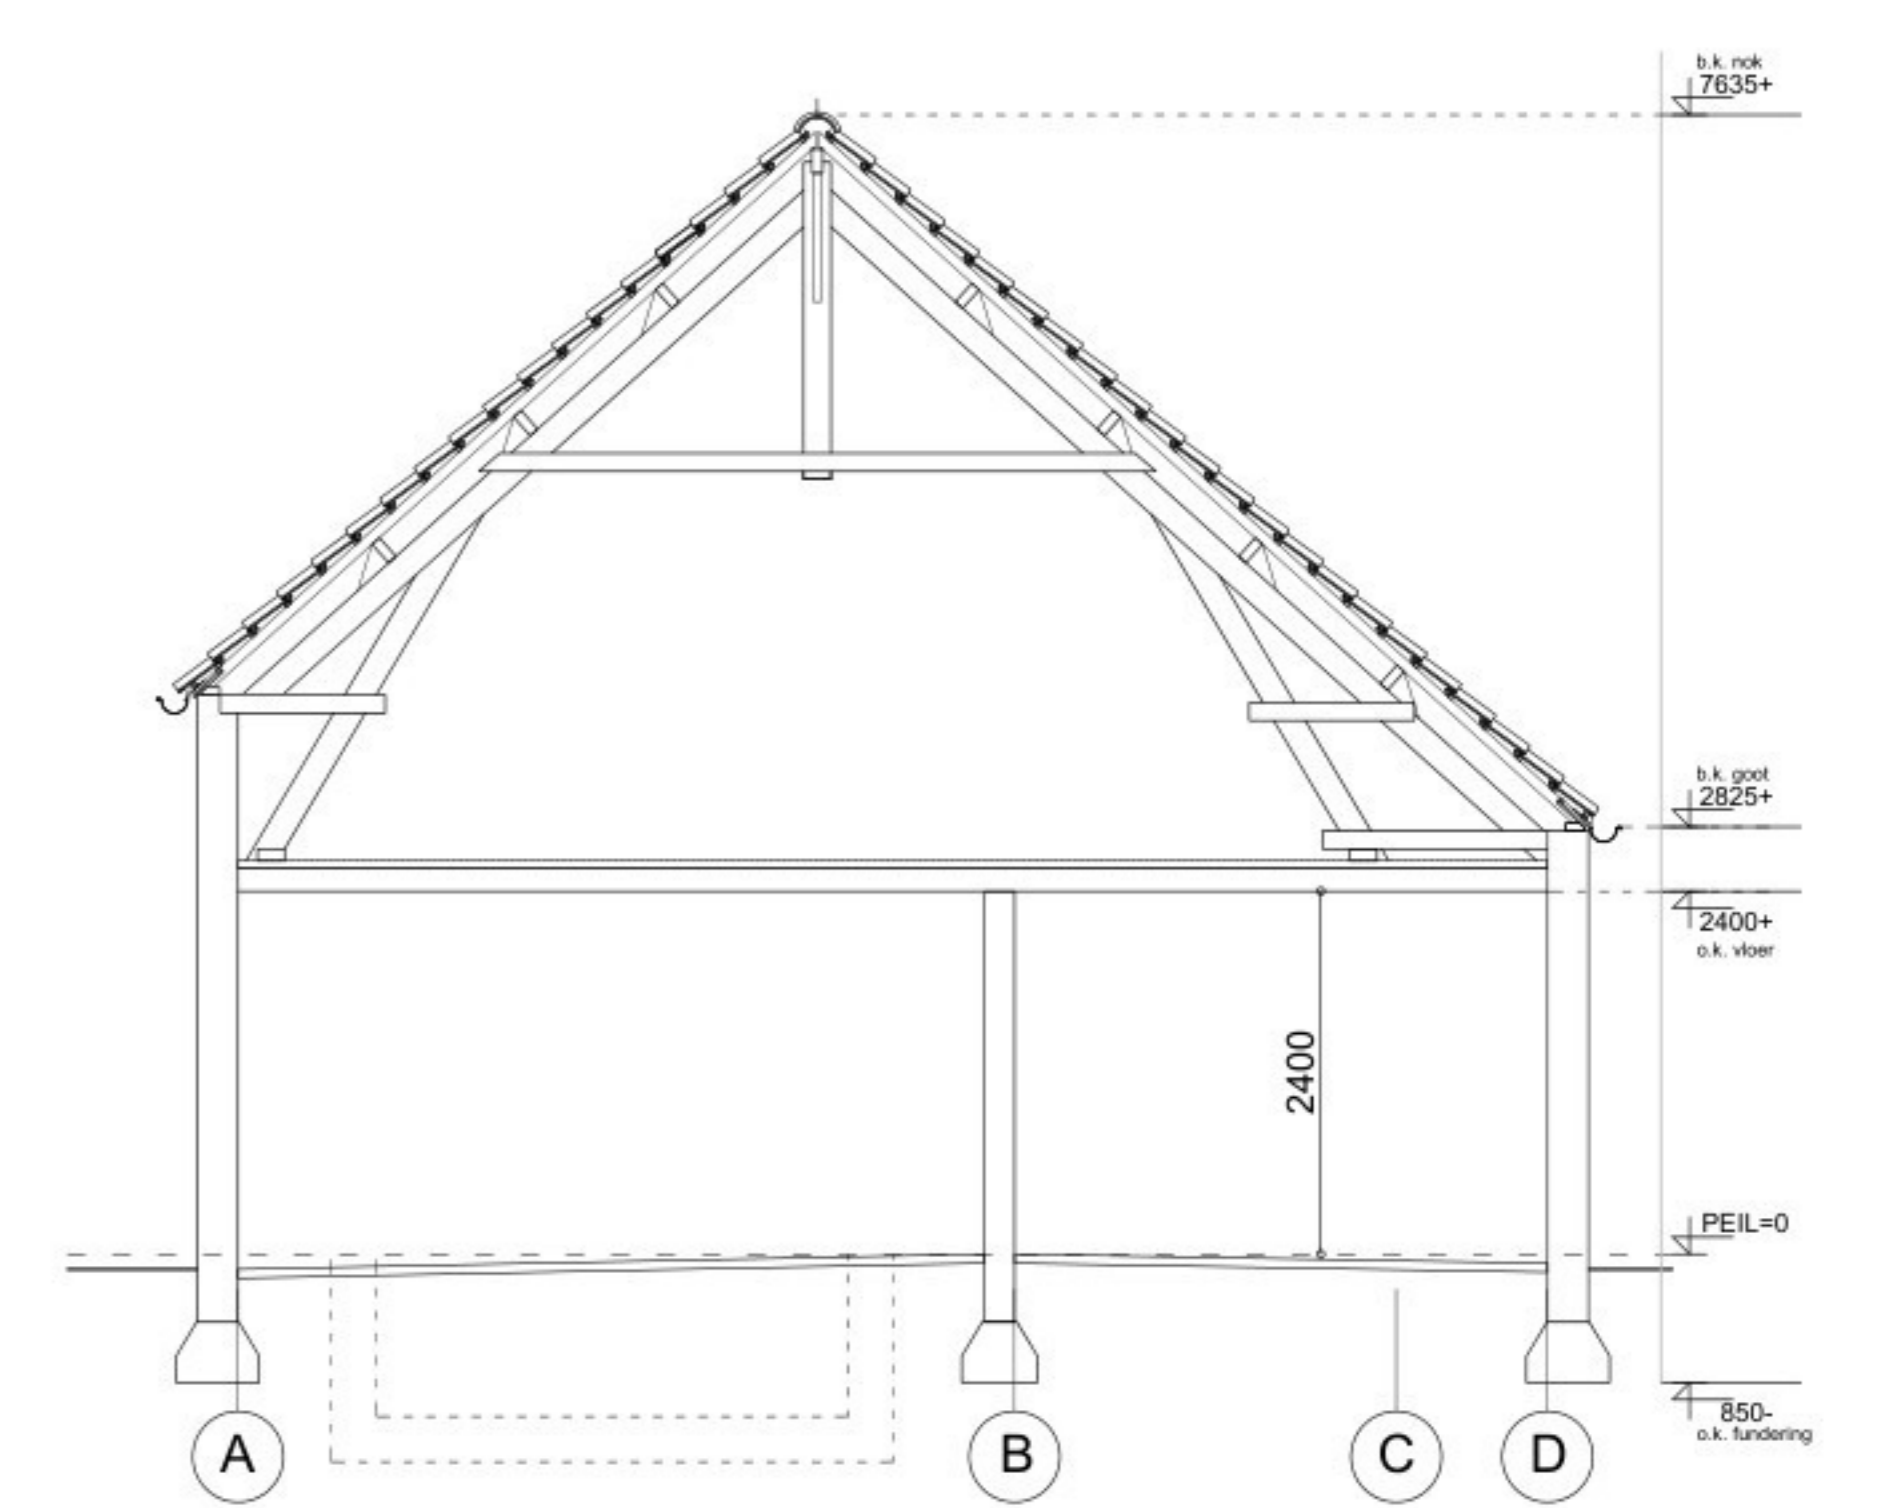 b.k. nok
7635+
b.k. goot
2825+
2400+
o.k. vloer
2400
PEIL=0
850-
o.k. fundering
A
B
C
D